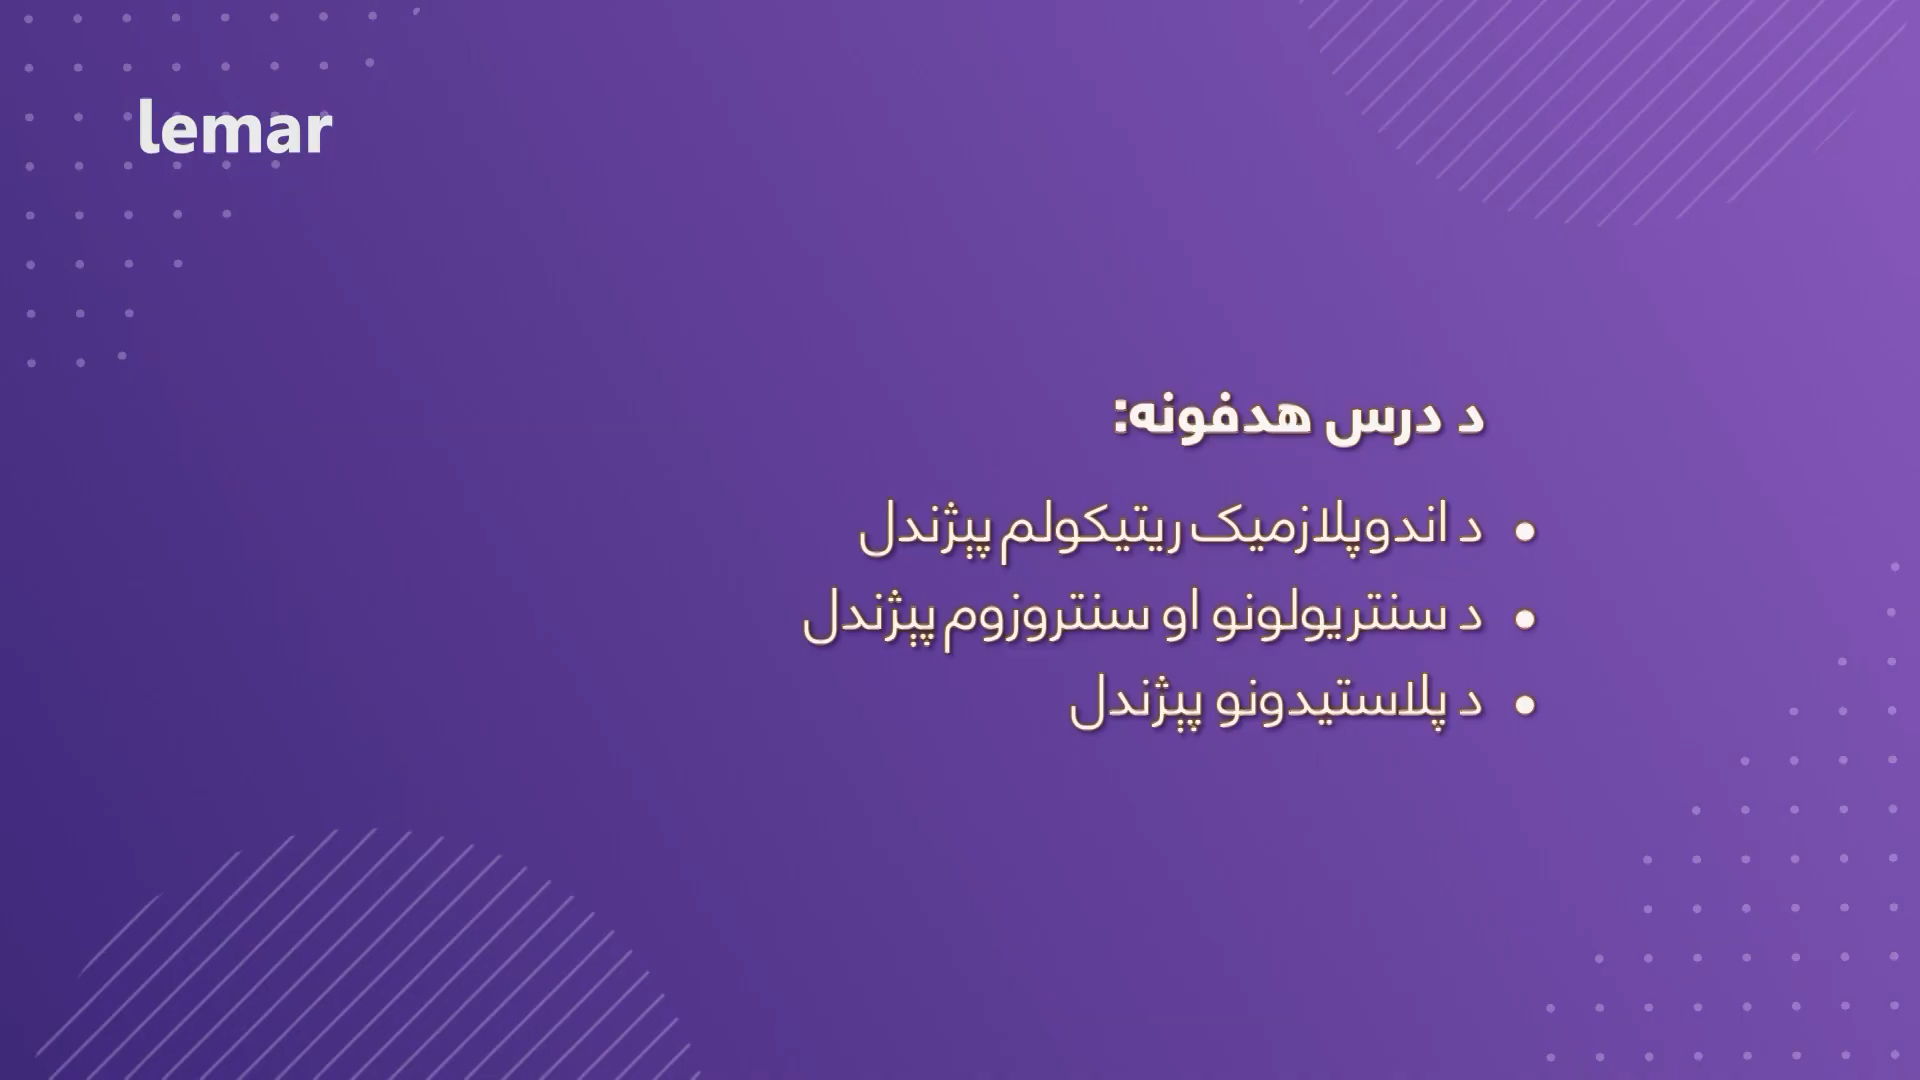 lemar
د درس هدفونه:
د اندوپلازمیک ریتیکولم پېژندل
د سنتریولونو او سنتروزوم پېژندل
د پلاستیدونو پېژندل